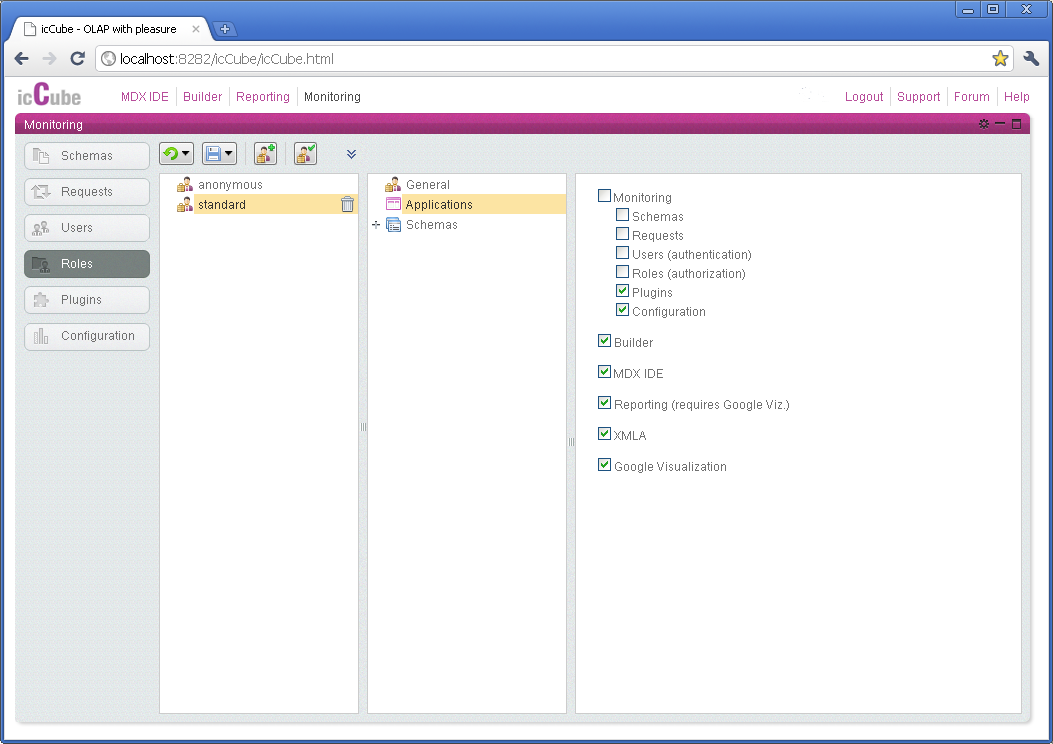 icCube - OLAP with pleasure
localhost:8282/icCube/icCube.html
icCube MDX IDE Builder Reporting Monitoring Logout Support Forum Help
Monitoring
Schemas
Requests
Users
Roles
Plugins
Configuration
anonymous
standard
General
Applications
Schemas
Monitoring
Schemas
Requests
Users (authentication)
Roles (authorization)
Plugins
Configuration
Builder
MDX IDE
Reporting (requires Google Viz.)
XMLA
Google Visualization